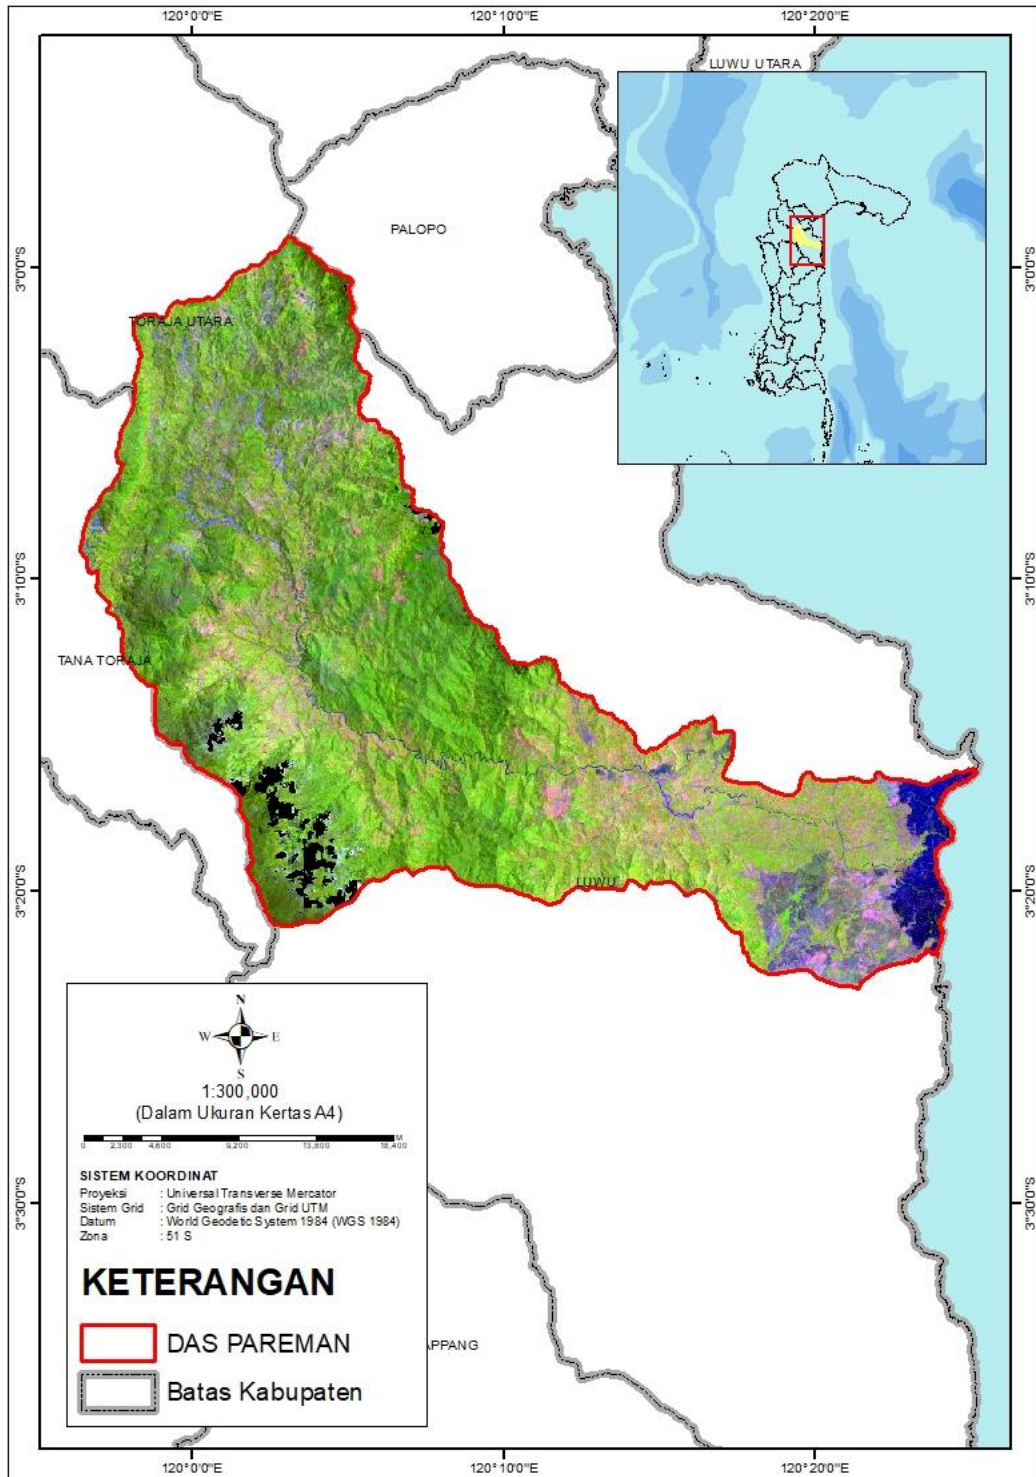 120°0'0"E 120°10'0"E 120°20'0"E
LUWU UTARA
PALOPO
3°0'0"S 3°0'0"S
TORAJA UTARA
3°10'0"S 3°10'0"S
TANA TORAJA
LUWU
3°20'0"S 3°20'0"S
N
W E
S
1:300,000
(Dalam Ukuran Kertas A4)
M
0 2,300 4,600 9,200 13,800 18,400
SISTEM KOORDINAT
Proyeksi : Universal Transverse Mercator
Sistem Grid : Grid Geografis dan Grid UTM
Datum : World Geodetic System 1984 (WGS 1984)
Zona : 51 S
3°30'0"S 3°30'0"S
KETERANGAN
DAS PAREMAN
APPANG
Batas Kabupaten
120°0'0"E 120°10'0"E 120°20'0"E